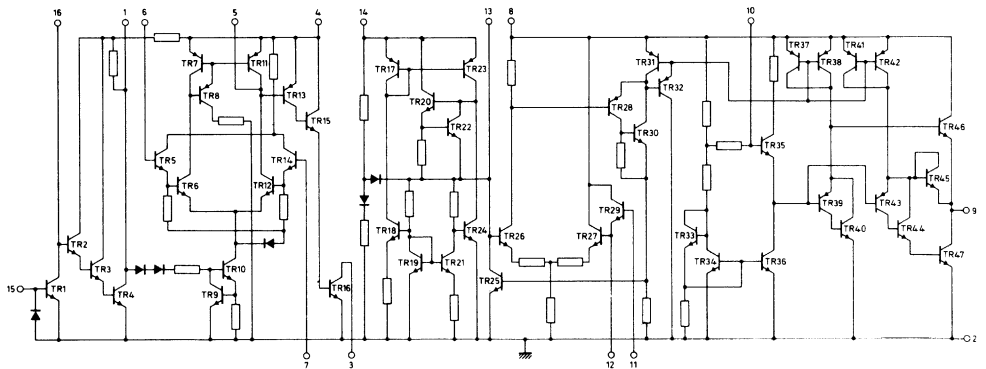 16 1 6 5 4 14 13 8 10
TR7 TR11 TR17 TR23 TR31 TR37 TR38 TR41 TR42
TR8 TR13 TR20 TR28 TR32
TR15 TR22 TR30 TR46
TR5 TR14 TR35
TR6 TR12 TR45
TR29 TR39 TR43 9
TR2 TR18 TR24 TR26 TR27 TR33 TR40 TR44
TR3 TR10 TR19 TR21 TR34 TR36 TR47
15 TR1 TR4 TR9 TR16 TR25
2
7 3 12 11